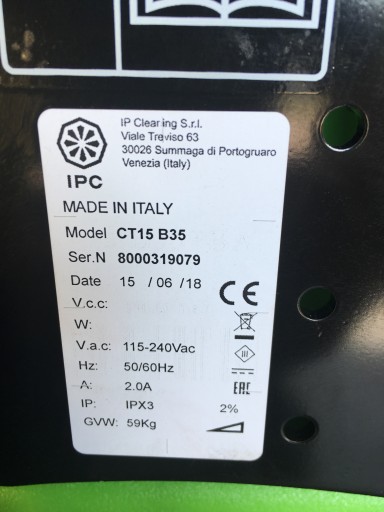 IP Cleaning S.r.l.
Viale Treviso 63
30026 Summaga di Portogruaro
Venezia (Italy)
IPC
MADE IN ITALY
Model CT15 B35
Ser.N 8000319079
Date 15 / 06 / 18
CE
V.c.c:
W:
V.a.c: 115-240Vac
III
Hz: 50/60Hz
A: 2.0A
EAC
IP: IPX3
2%
GVW: 59Kg